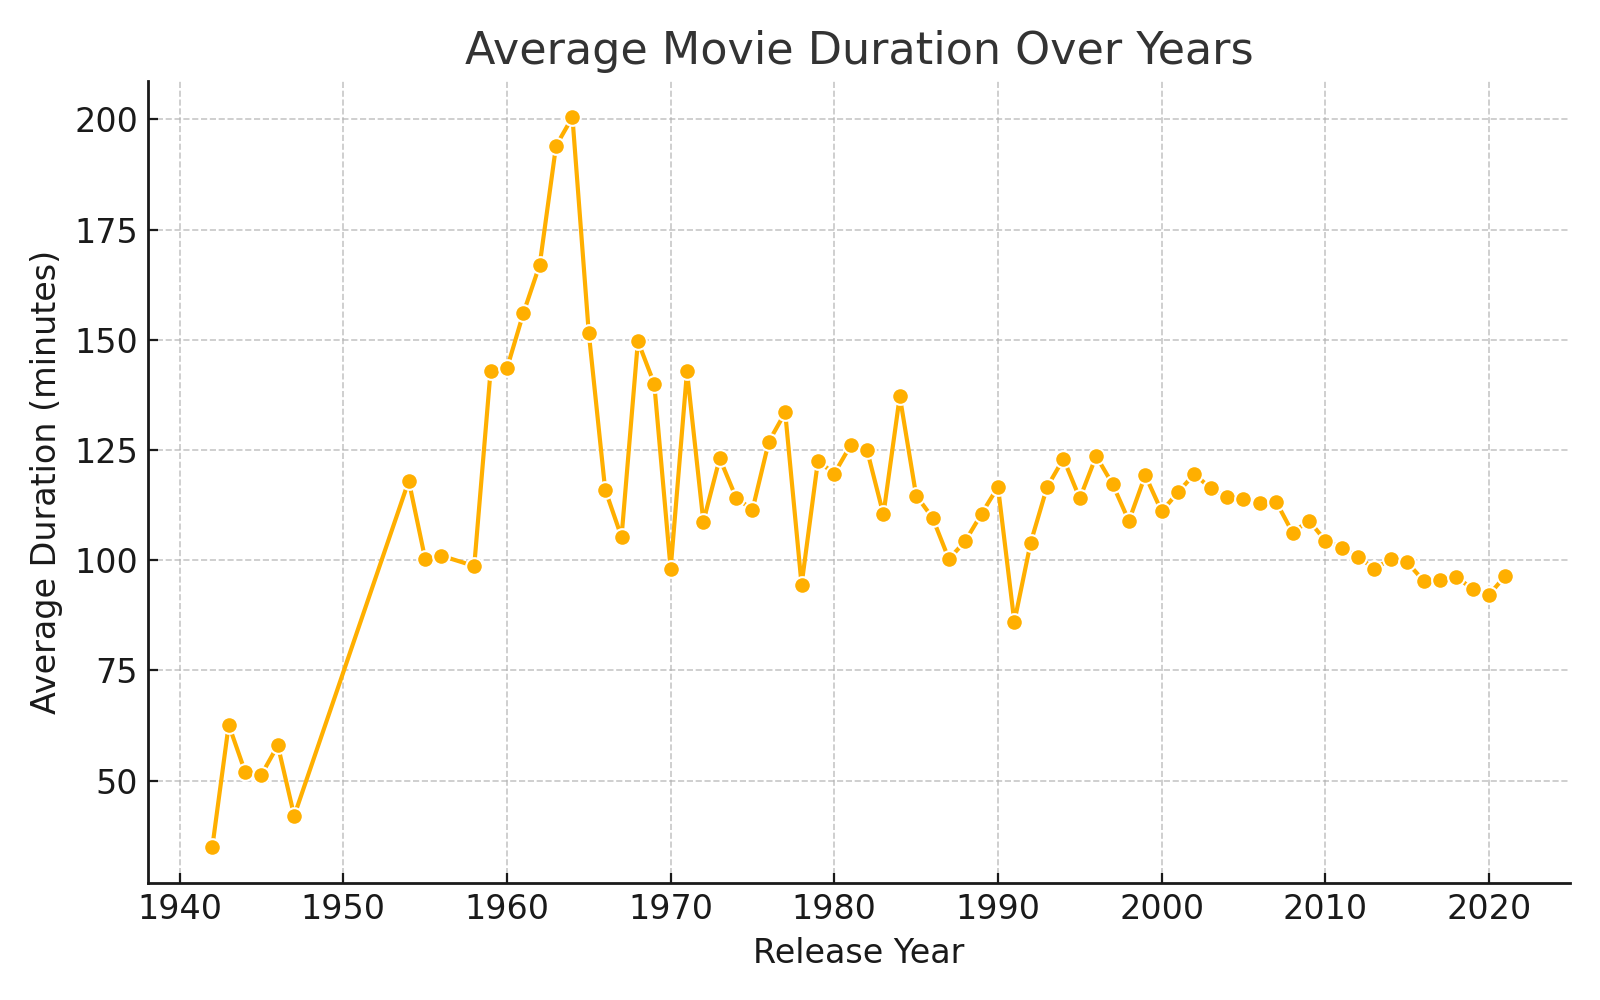 Average Movie Duration Over Years
200
175
150
125
100
75
50
Average Duration (minutes)
1940 1950 1960 1970 1980 1990 2000 2010 2020
Release Year